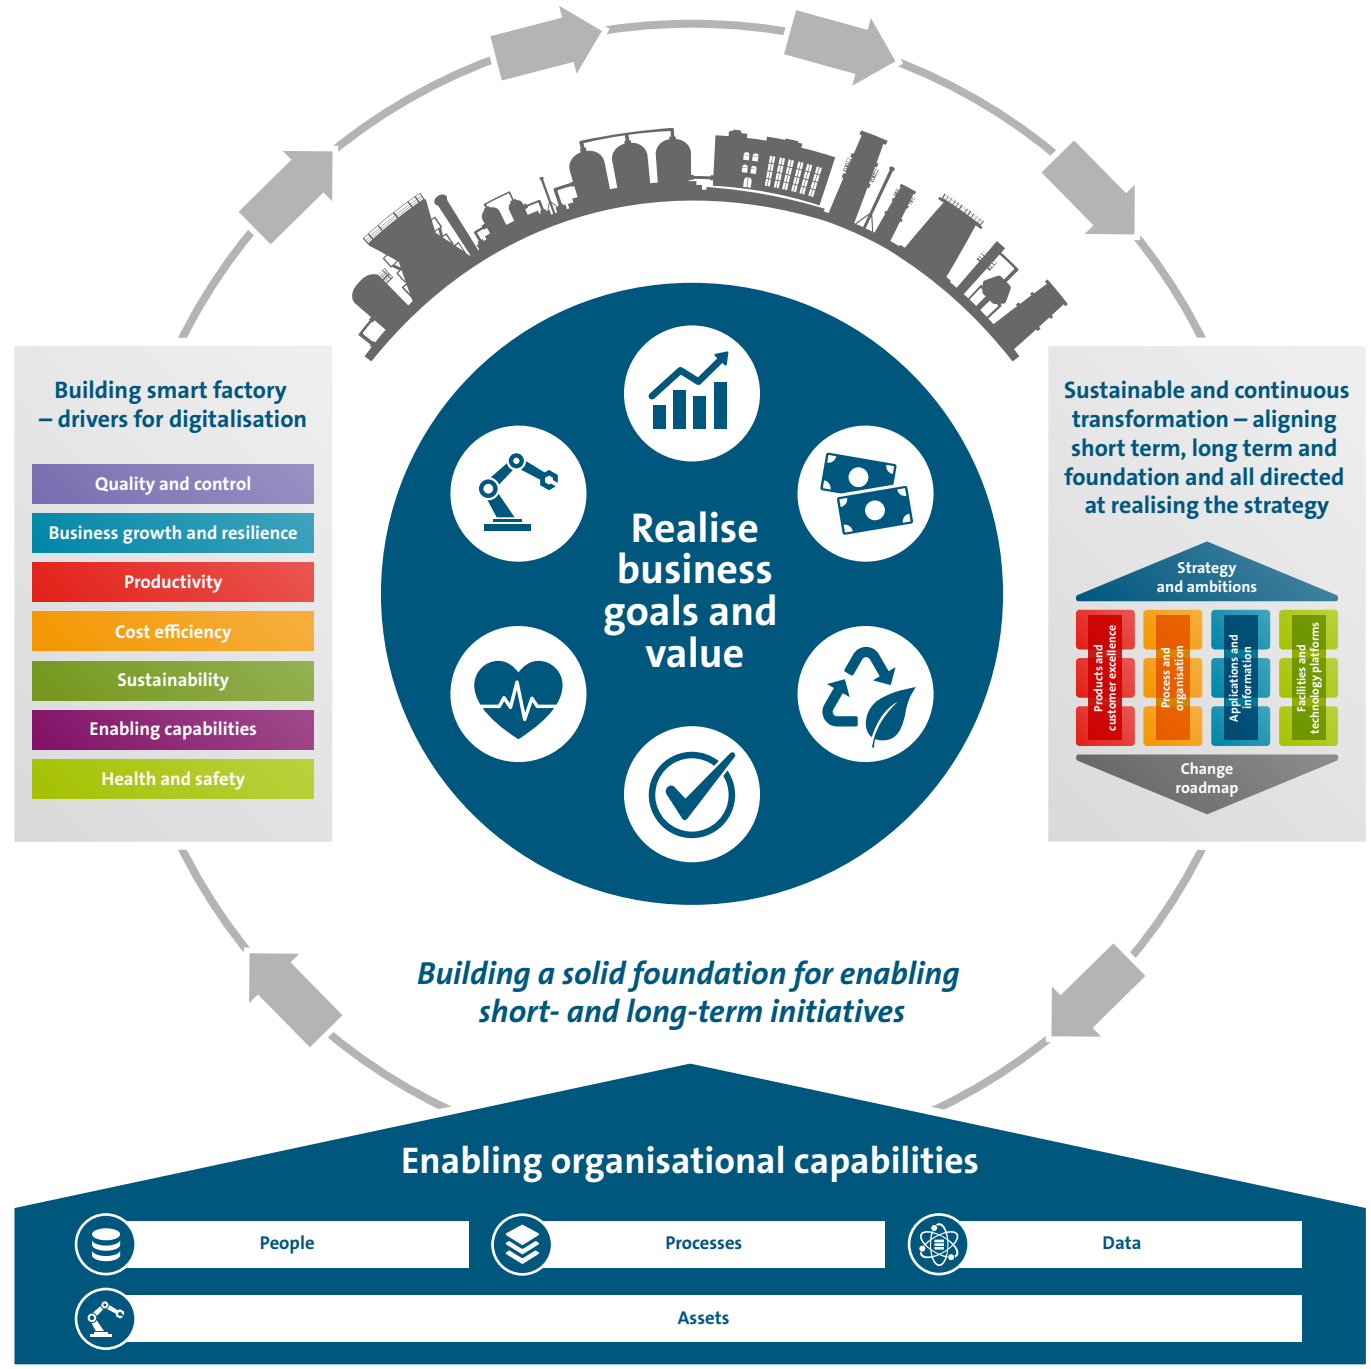 Building smart factory
– drivers for digitalisation
Quality and control
Business growth and resilience
Productivity
Cost efficiency
Sustainability
Enabling capabilities
Health and safety
Realise
business
goals and
value
Sustainable and continuous
transformation – aligning
short term, long term and
foundation and all directed
at realising the strategy
Strategy
and ambitions
Products and
customer excellence
Process and
organisation
Applications and
information
Facilities and
technology platforms
Change
roadmap
Building a solid foundation for enabling
short- and long-term initiatives
Enabling organisational capabilities
People
Processes
Data
Assets